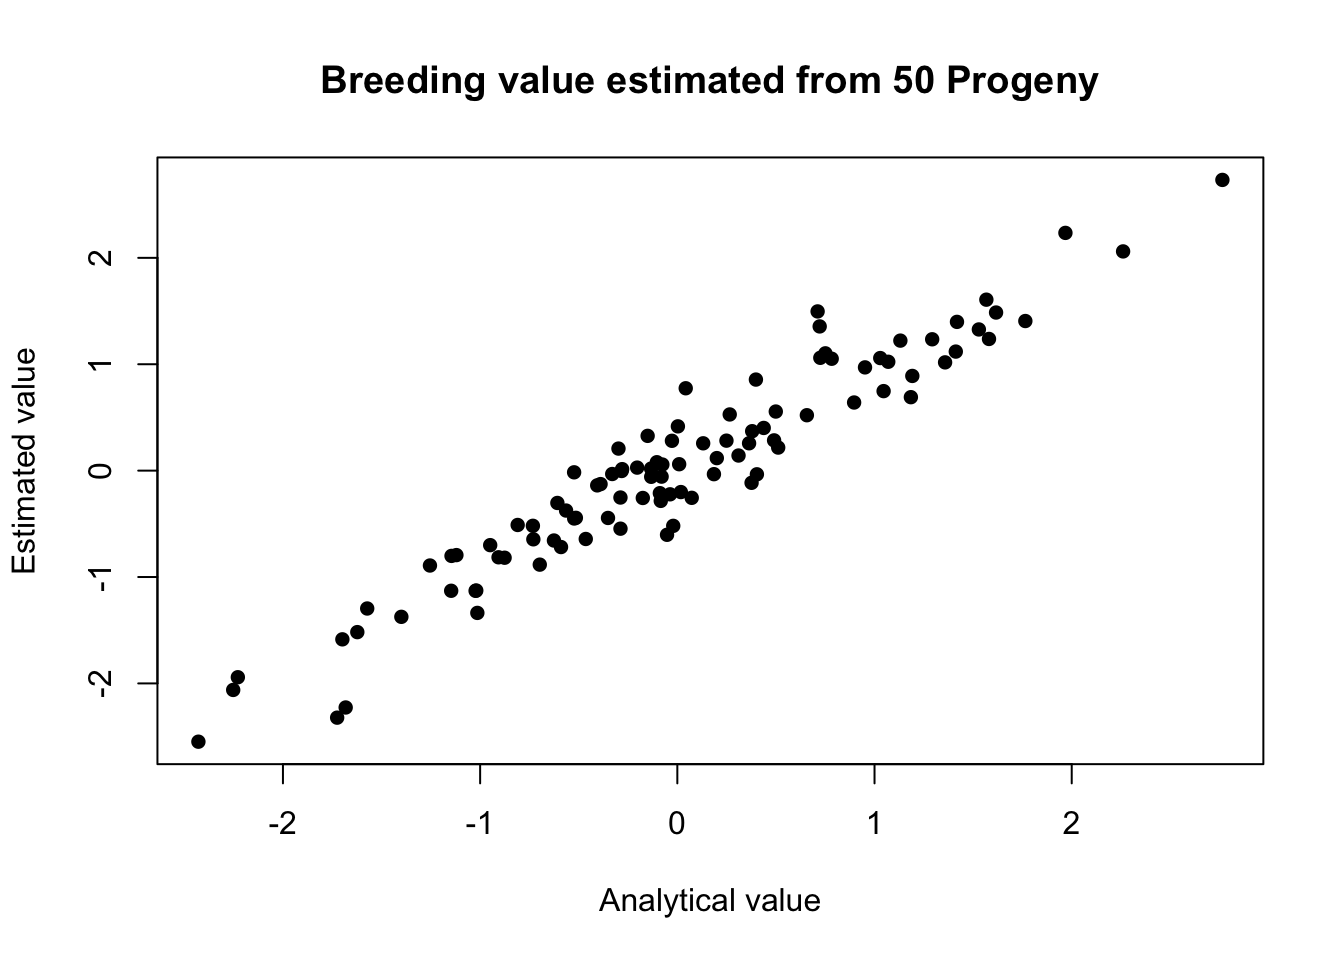 Breeding value estimated from 50 Progeny
Estimated value
2
1
0
-1
-2
-2 -1 0 1 2
Analytical value